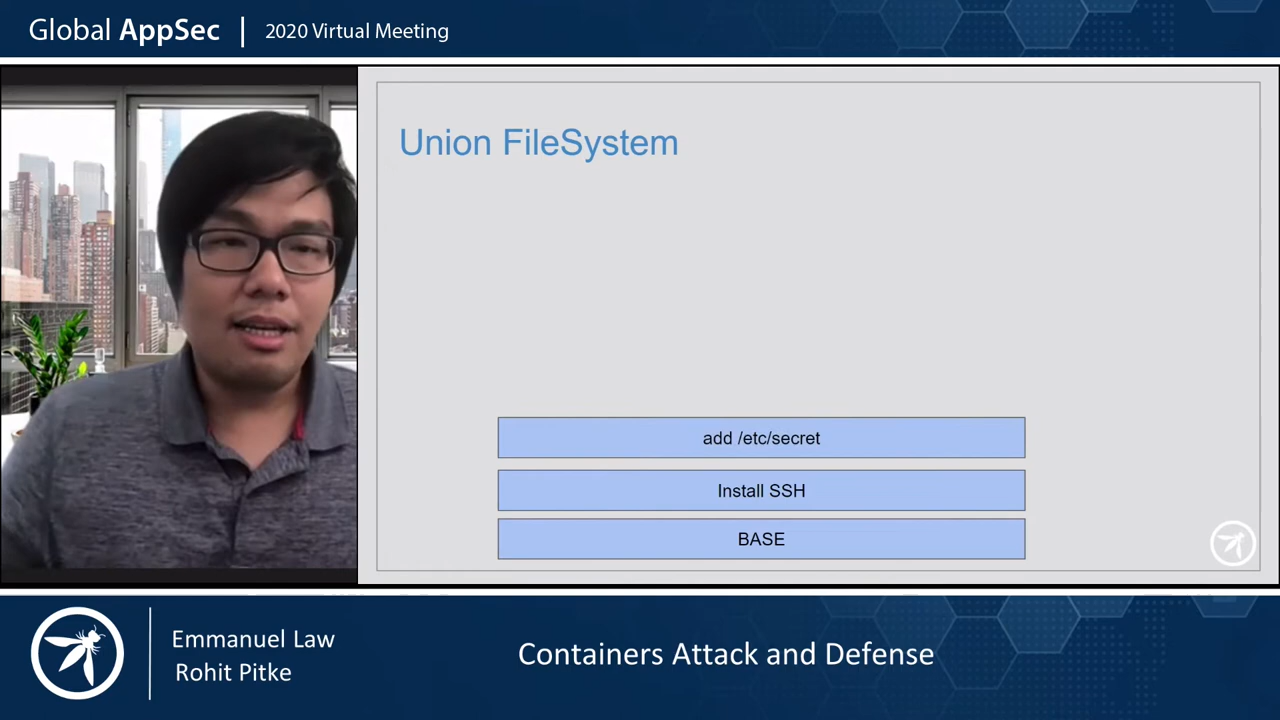 Global AppSec | 2020 Virtual Meeting
Union FileSystem
add /etc/secret
Install SSH
BASE
Emmanuel Law
Rohit Pitke
Containers Attack and Defense